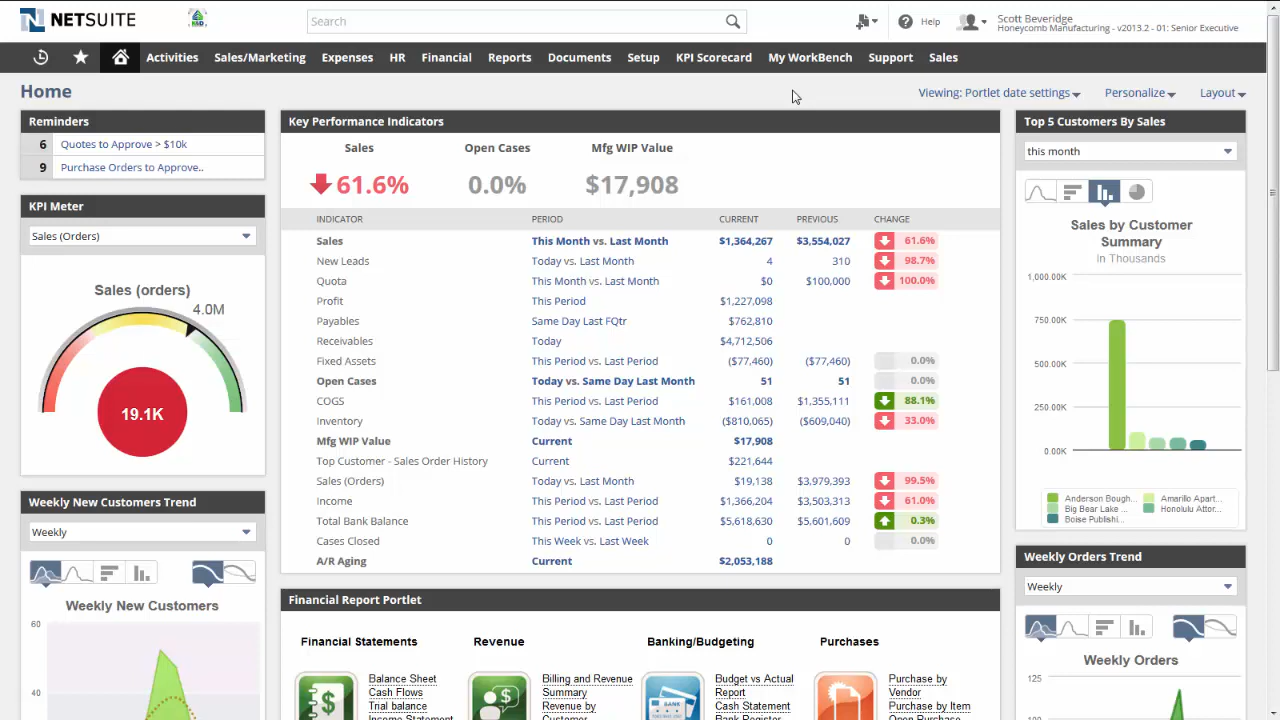 NETSUITE
Search
Help
Scott Beveridge
Honeycomb Manufacturing - v2013.2 - 01: Senior Executive
Activities Sales/Marketing Expenses HR Financial Reports Documents Setup KPI Scorecard My WorkBench Support Sales
Home
Viewing: Portlet date settings Personalize Layout
Reminders
6 Quotes to Approve > $10k
9 Purchase Orders to Approve..
KPI Meter
Sales (Orders)
Sales (orders)
4.0M
19.1K
Weekly New Customers Trend
Weekly
Weekly New Customers
60
40
Key Performance Indicators
Sales Open Cases Mfg WIP Value
61.6% 0.0% $17,908
INDICATOR PERIOD CURRENT PREVIOUS CHANGE
Sales This Month vs. Last Month $1,364,267 $3,554,027 61.6%
New Leads Today vs. Last Month 4 310 98.7%
Quota This Month vs. Last Month $0 $100,000 100.0%
Profit This Period $1,227,098
Payables Same Day Last FQtr $762,810
Receivables Today $4,712,506
Fixed Assets This Period vs. Last Period ($77,460) ($77,460) 0.0%
Open Cases Today vs. Same Day Last Month 51 51 0.0%
COGS This Period vs. Last Period $161,008 $1,355,111 88.1%
Inventory Today vs. Same Day Last Month ($810,065) ($609,040) 33.0%
Mfg WIP Value Current $17,908
Top Customer - Sales Order History Current $221,644
Sales (Orders) Today vs. Last Month $19,138 $3,979,393 99.5%
Income This Period vs. Last Period $1,366,204 $3,503,313 61.0%
Total Bank Balance This Period vs. Last Period $5,618,630 $5,601,609 0.3%
Cases Closed This Week vs. Last Week 0 0 0.0%
A/R Aging Current $2,053,188
Financial Report Portlet
Financial Statements
Balance Sheet
Cash Flows
Trial balance
Income Statement
Revenue
Billing and Revenue
Summary
Revenue by
Customer
Banking/Budgeting
Budget vs Actual
Report
Cash Statement
Bank Register
Purchases
Purchase by
Vendor
Purchase by Item
Open Purchase
Top 5 Customers By Sales
this month
Sales by Customer
Summary
in Thousands
1,000.00K
750.00K
500.00K
250.00K
0.00K
Anderson Bough... Amarillo Apart...
Big Bear Lake ... Honolulu Attor...
Boise Publishi...
Weekly Orders Trend
Weekly
Weekly Orders
125
100